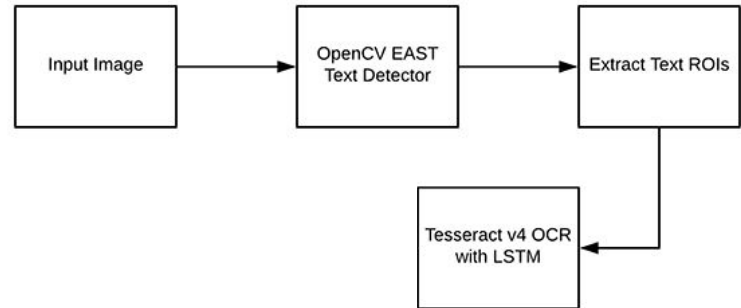 Input Image
OpenCV EAST
Text Detector
Extract Text ROIs
Tesseract v4 OCR
with LSTM